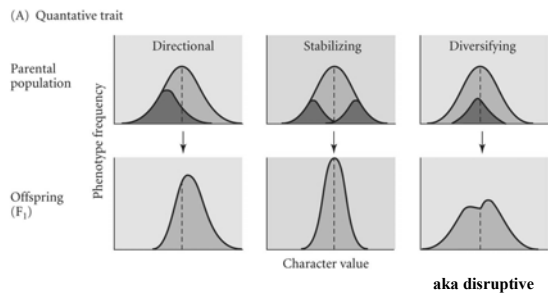 (A) Quantative trait
Directional
Stabilizing
Diversifying
Parental
population
Phenotype frequency
Offspring
(F1)
Character value
aka disruptive